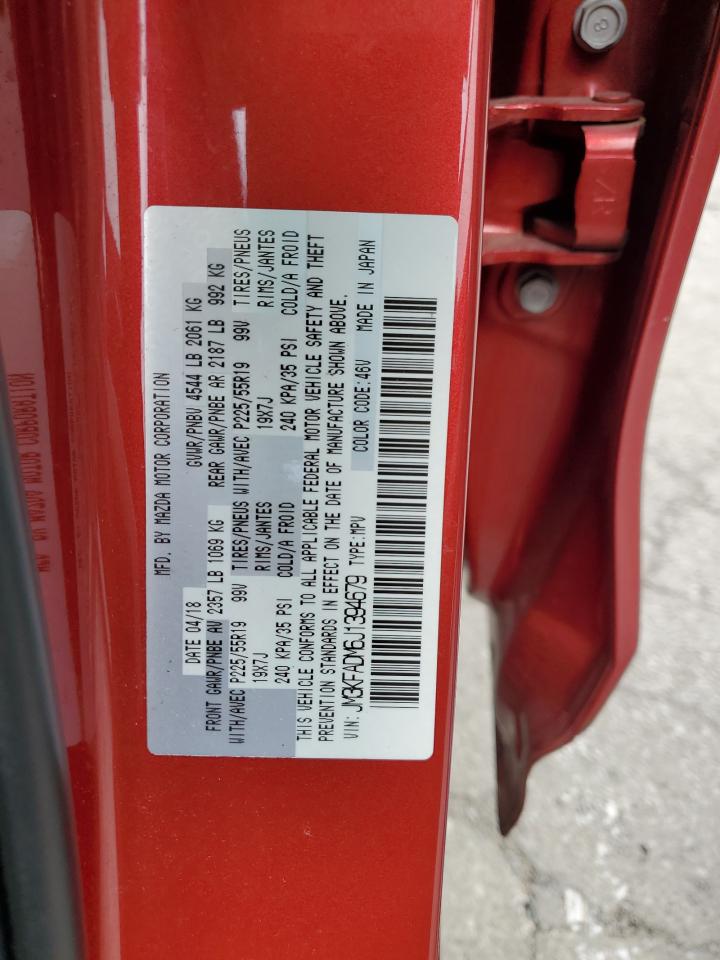 MFD. BY MAZDA MOTOR CORPORATION
DATE 04/18 GVWR/PNBV 4544 LB 2061 KG
FRONT GAWR/PNBE AV 2357 LB 1069 KG REAR GAWR/PNBE AR 2187 LB 992 KG
WITH/AVEC P225/55R19 99V TIRES/PNEUS WITH/AVEC P225/55R19 99V TIRES/PNEUS
19X7J RIMS/JANTES 19X7J RIMS/JANTES
240 KPA/35 PSI COLD/A FROID 240 KPA/35 PSI COLD/A FROID
THIS VEHICLE CONFORMS TO ALL APPLICABLE FEDERAL MOTOR VEHICLE SAFETY AND THEFT
PREVENTION STANDARDS IN EFFECT ON THE DATE OF MANUFACTURE SHOWN ABOVE.
VIN: JM3KFADM6J1394679 TYPE:MPV COLOR CODE:46V MADE IN JAPAN
8